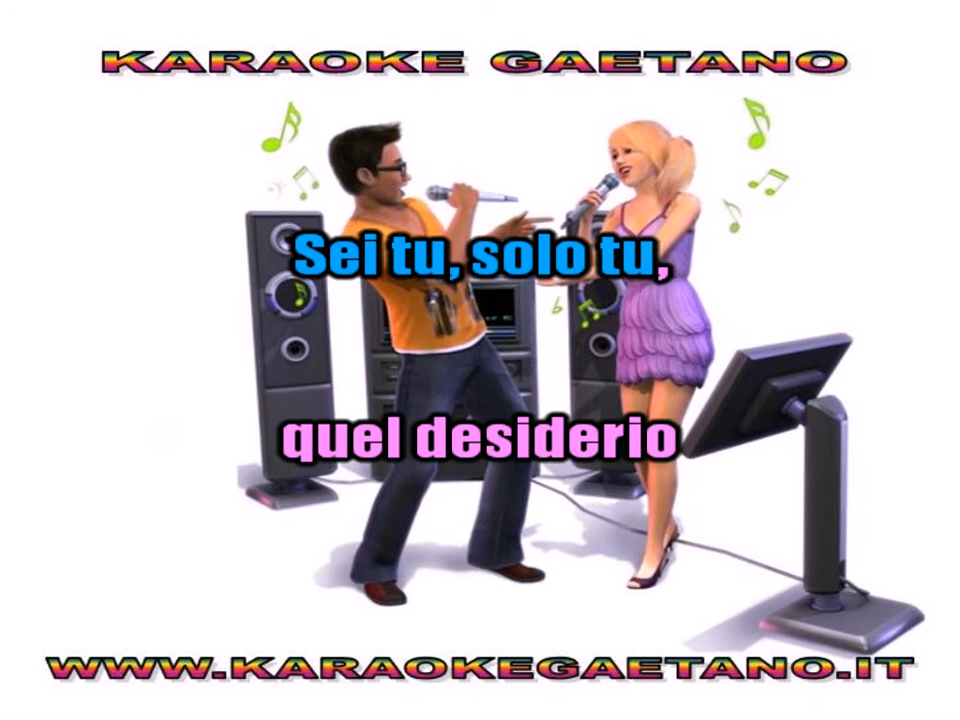 KARAOKE GAETANO
Sei tu, solo tu,
quel desiderio
WWW.KARAOKEGAETANO.IT